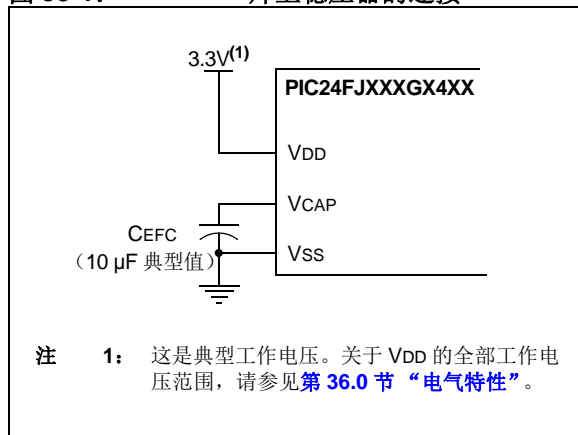 3.3V(1)
PIC24FJXXXGX4XX
VDD
VCAP
CEFC
(10 µF 典型值)
VSS
注 1: 这是典型工作电压。关于 VDD 的全部工作电
压范围，请参见第 36.0 节 “电气特性”。